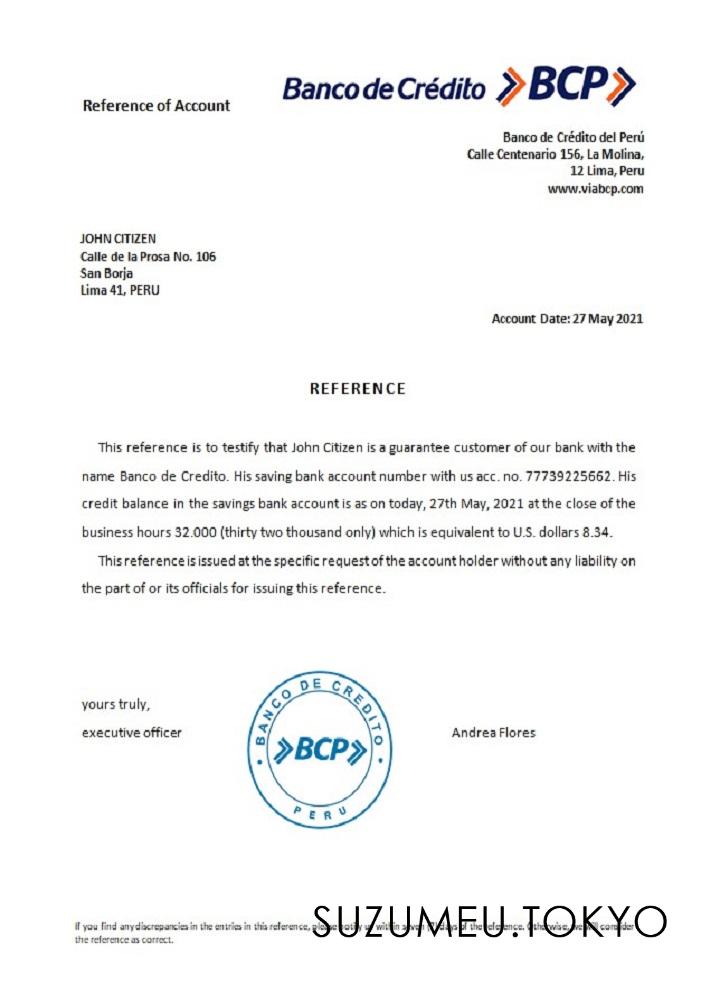 Reference of Account
Banco de Crédito BCP
Banco de Crédito del Perú
Calle Centenario 156, La Molina,
12 Lima, Peru
www.viabcp.com
JOHN CITIZEN
Calle de la Prosa No. 106
San Borja
Lima 41, PERU
Account Date: 27 May 2021
REFERENCE
This reference is to testify that John Citizen is a guarantee customer of our bank with the
name Banco de Credito. His saving bank account number with us acc. no. 77739225662. His
credit balance in the savings bank account is as on today, 27th May, 2021 at the close of the
business hours 32.000 (thirty two thousand only) which is equivalent to U.S. dollars 8.34.
This reference is issued at the specific request of the account holder without any liability on
the part of or its officials for issuing this reference.
yours truly,
executive officer
BANCO DE CREDITO
BCP
PERU
Andrea Flores
If you find any discrepancies in the entries in this reference, please notify us within seven (7) days of the reference. Otherwise, we will consider
the reference as correct.
SUZUMEU.TOKYO